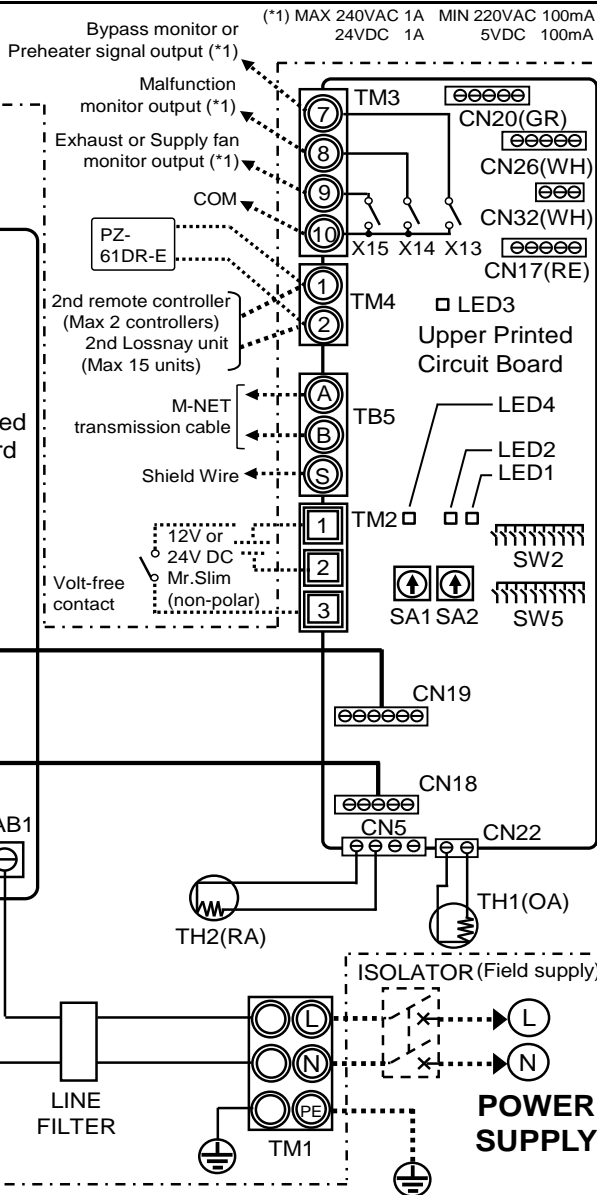 (*1) MAX 240VAC 1A MIN 220VAC 100mA
24VDC 1A 5VDC 100mA
Bypass monitor or
Preheater signal output (*1)
Malfunction
monitor output (*1)
Exhaust or Supply fan
monitor output (*1)
COM
7
8
9
10
TM3
X15 X14 X13
CN20(GR)
CN26(WH)
CN32(WH)
CN17(RE)
PZ-
61DR-E
2nd remote controller
(Max 2 controllers)
2nd Lossnay unit
(Max 15 units)
1
2
TM4
LED3
Upper Printed
Circuit Board
M-NET
transmission cable
Shield Wire
A
B
S
TB5
LED4
LED2
LED1
12V or
24V DC
Mr.Slim
(non-polar)
Volt-free
contact
1
2
3
TM2
SW2
SA1 SA2
SW5
CN19
CN18
CN5
CN22
TH2(RA)
TH1(OA)
AB1
ISOLATOR (Field supply)
LINE
FILTER
L
N
PE
TM1
L
N
POWER
SUPPLY